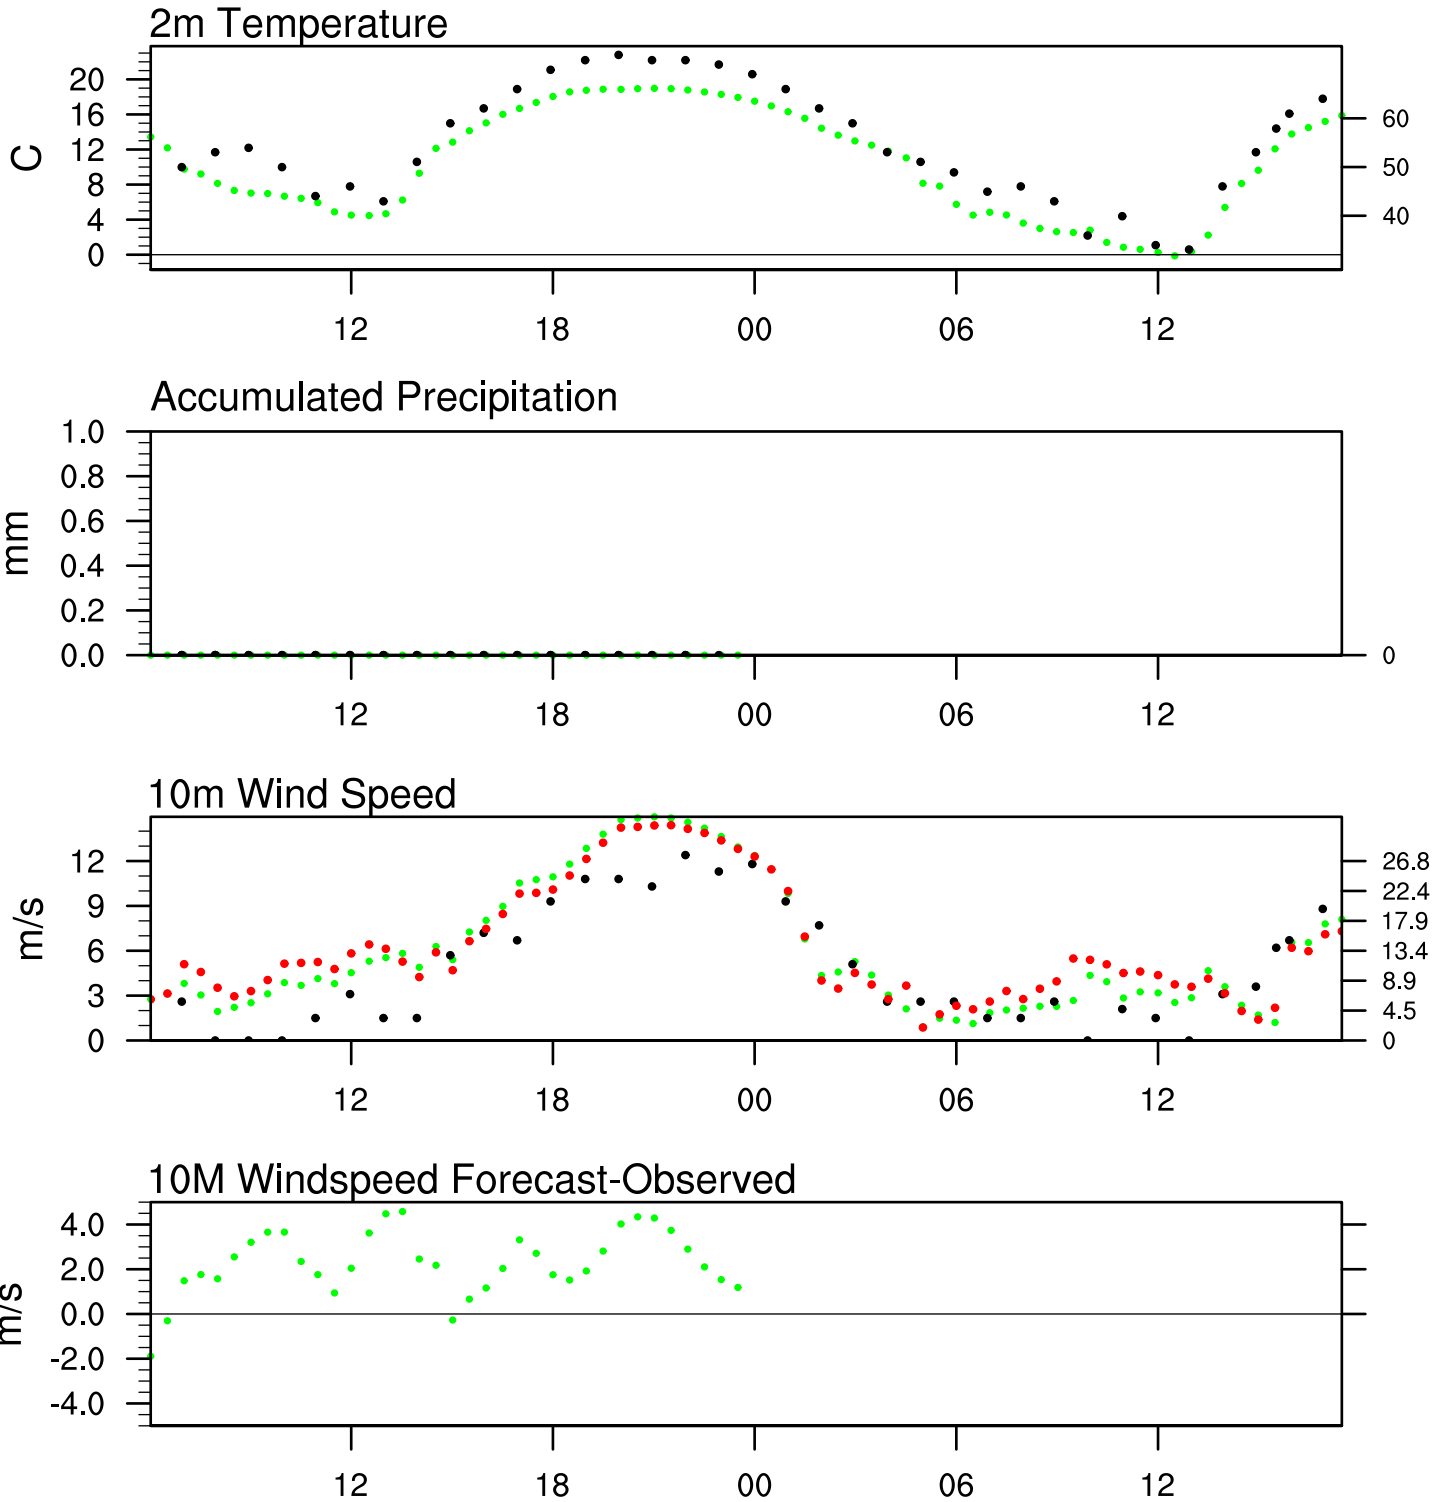 2m Temperature
20
16
12
8
4
0
C
60
50
40
12 18 00 06 12
Accumulated Precipitation
1.0
0.8
0.6
0.4
0.2
0.0
mm
0
12 18 00 06 12
10m Wind Speed
12
9
6
3
0
m/s
26.8
22.4
17.9
13.4
8.9
4.5
0
12 18 00 06 12
10M Windspeed Forecast-Observed
4.0
2.0
0.0
-2.0
-4.0
m/s
12 18 00 06 12